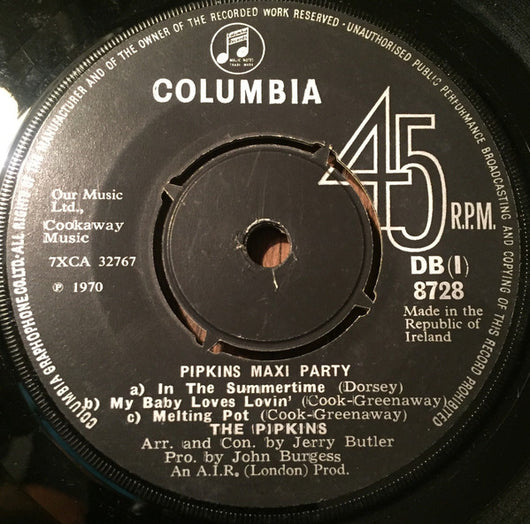 MANUFACTURER AND OF THE OWNER OF THE RECORDED WORK RESERVED · UNAUTHORISED PUBLIC PERFORMANCE BROADCASTING AND COPYING OF THIS RECORD PROHIBITED
COLUMBIA GRAPHOPHONE CO. LTD. · ALL RIGHTS OF THE
COLUMBIA
45
R.P.M.
Our Music
Ltd.,
Cookaway
Music
7XCA 32767
℗ 1970
DB(I)
8728
Made in the
Republic of
Ireland
PIPKINS MAXI PARTY
a) In The Summertime (Dorsey)
b) My Baby Loves Lovin' (Cook-Greenaway)
c) Melting Pot (Cook-Greenaway)
THE PIPKINS
Arr. and Con. by Jerry Butler
Pro. by John Burgess
An A.I.R. (London) Prod.